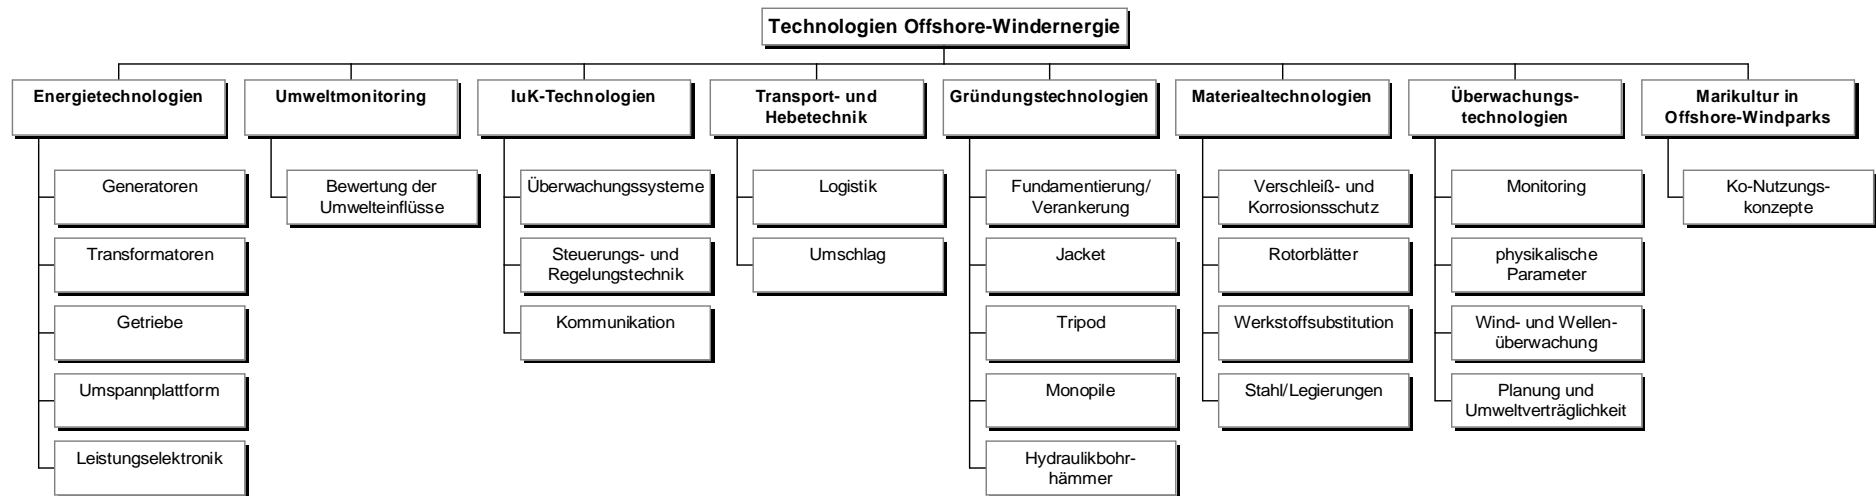 Technologien Offshore-Windernergie
Energietechnologien
Generatoren
Transformatoren
Getriebe
Umspannplattform
Leistungselektronik
Umweltmonitoring
Bewertung der
Umwelteinflüsse
IuK-Technologien
Überwachungssysteme
Steuerungs- und
Regelungstechnik
Kommunikation
Transport- und
Hebetechnik
Logistik
Umschlag
Gründungstechnologien
Fundamentierung/
Verankerung
Jacket
Tripod
Monopile
Hydraulikbohr-
hämmer
Materiealtechnologien
Verschleiß- und
Korrosionsschutz
Rotorblätter
Werkstoffsubstitution
Stahl/Legierungen
Überwachungs-
technologien
Monitoring
physikalische
Parameter
Wind- und Wellen-
überwachung
Planung und
Umweltverträglichkeit
Marikultur in
Offshore-Windparks
Ko-Nutzungs-
konzepte